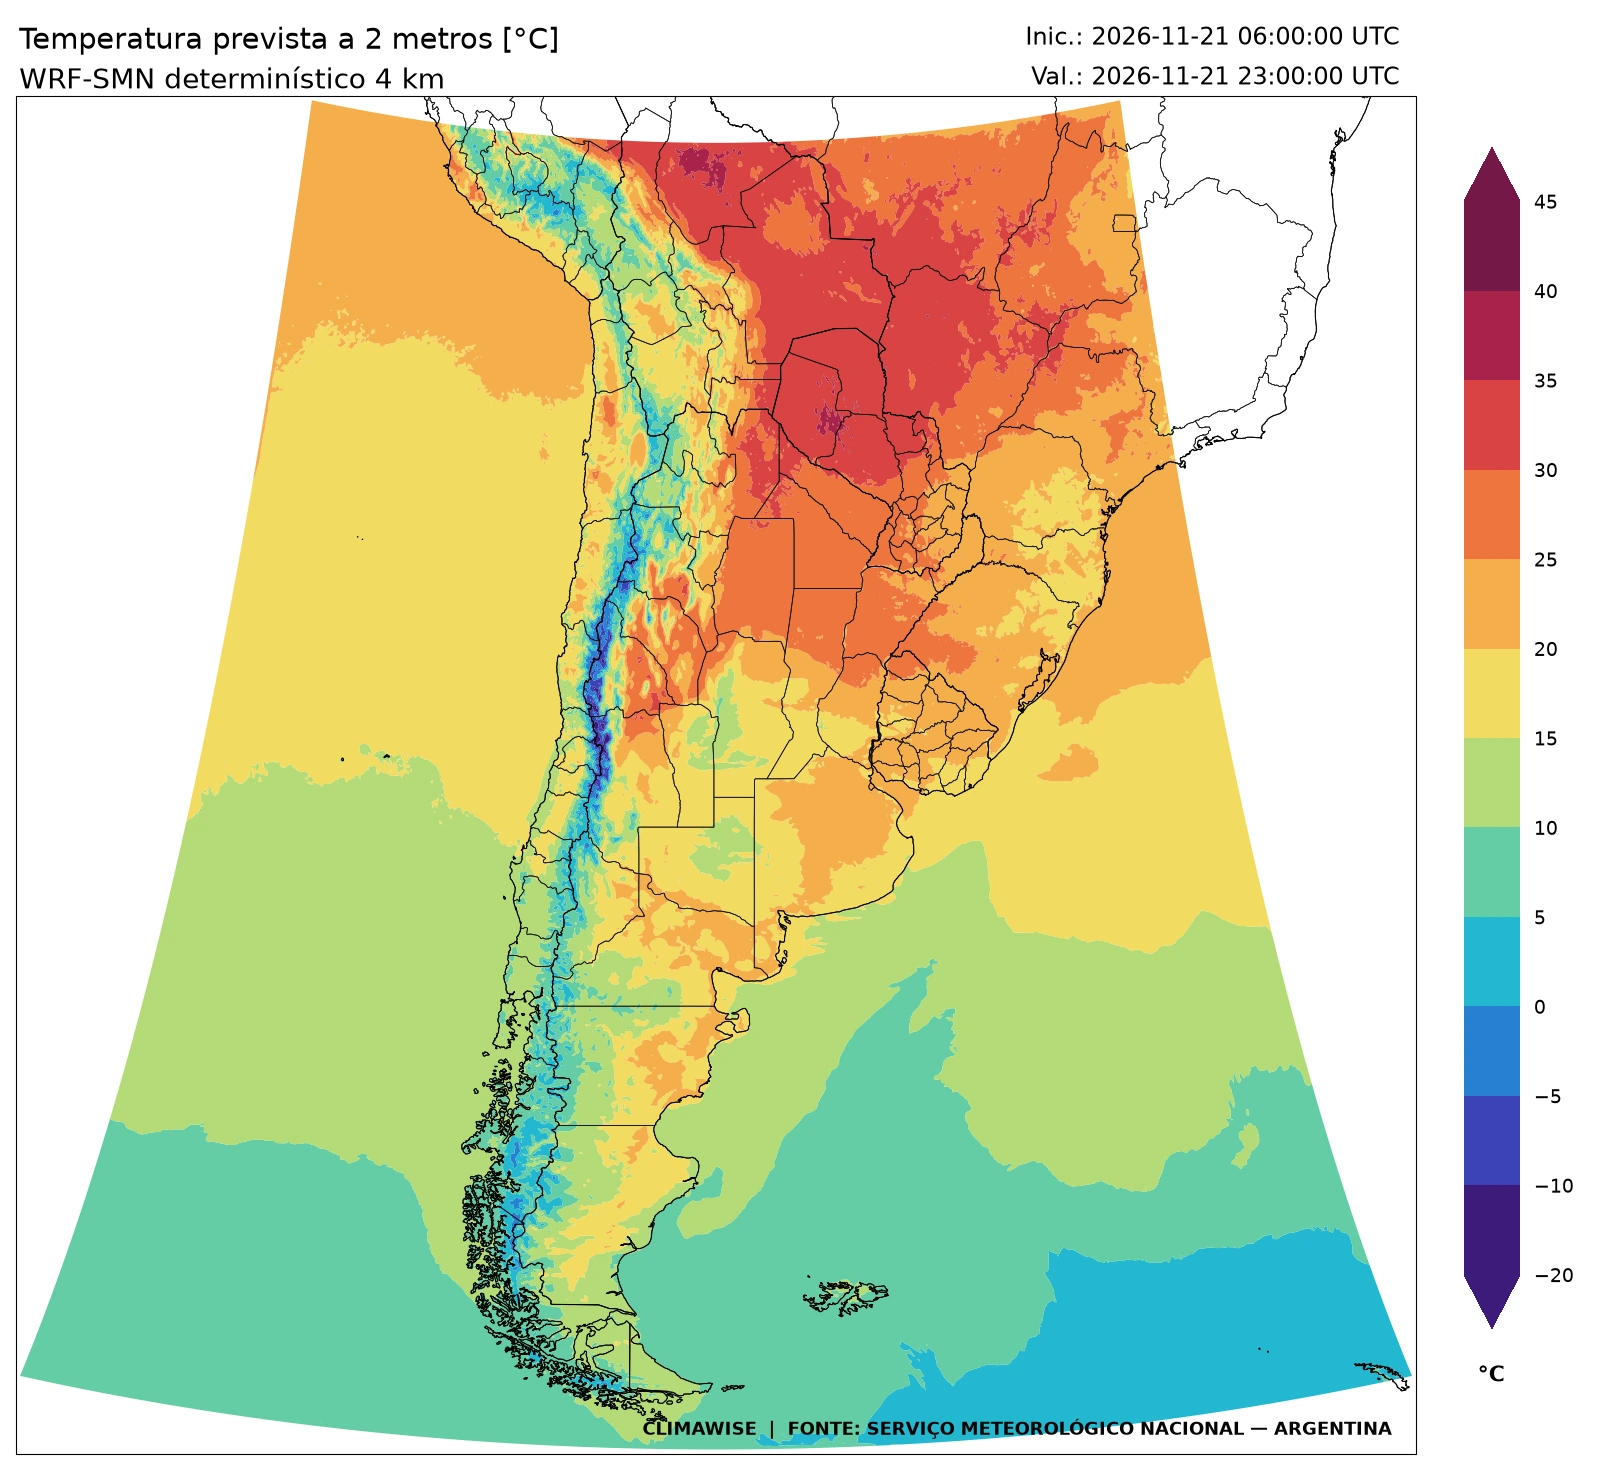 Temperatura prevista a 2 metros [°C]
WRF-SMN determinístico 4 km
Inic.: 2026-11-21 06:00:00 UTC
Val.: 2026-11-21 23:00:00 UTC
45
40
35
30
25
20
15
10
5
0
−5
−10
−20
°C
CLIMAWISE | FONTE: SERVIÇO METEOROLÓGICO NACIONAL — ARGENTINA